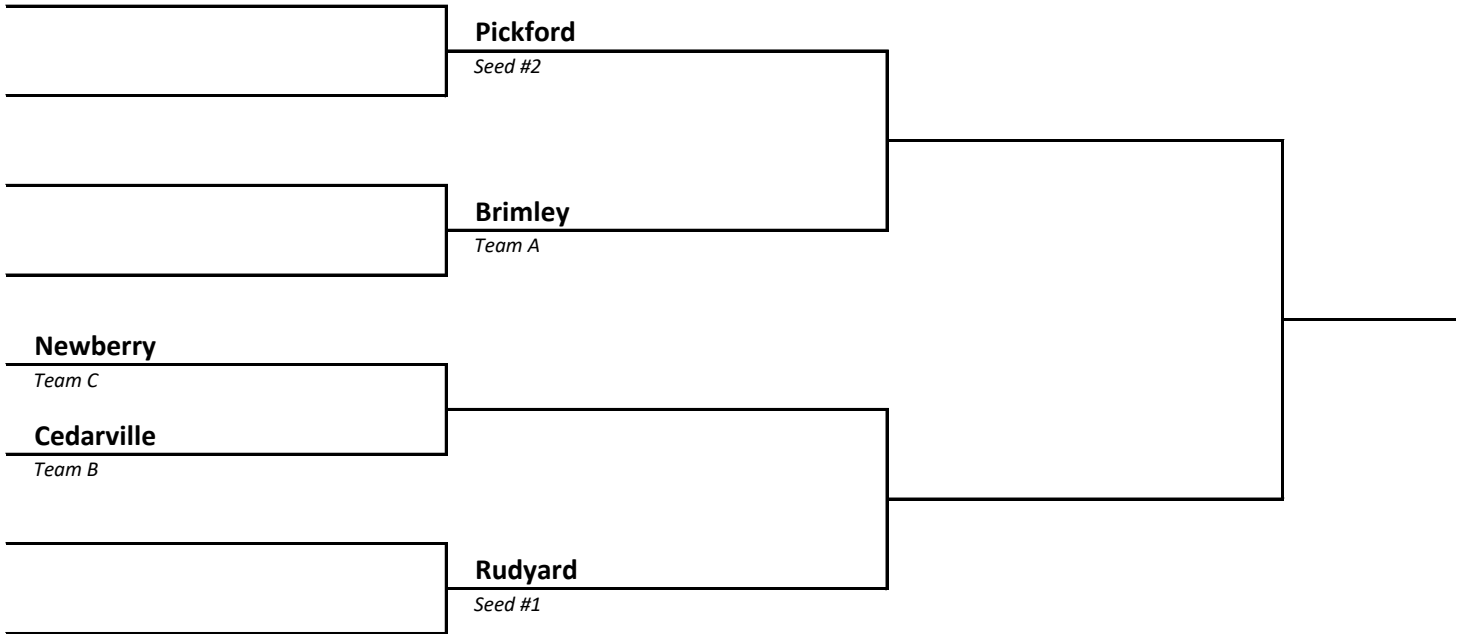 Pickford
Seed #2
Brimley
Team A
Newberry
Team C
Cedarville
Team B
Rudyard
Seed #1